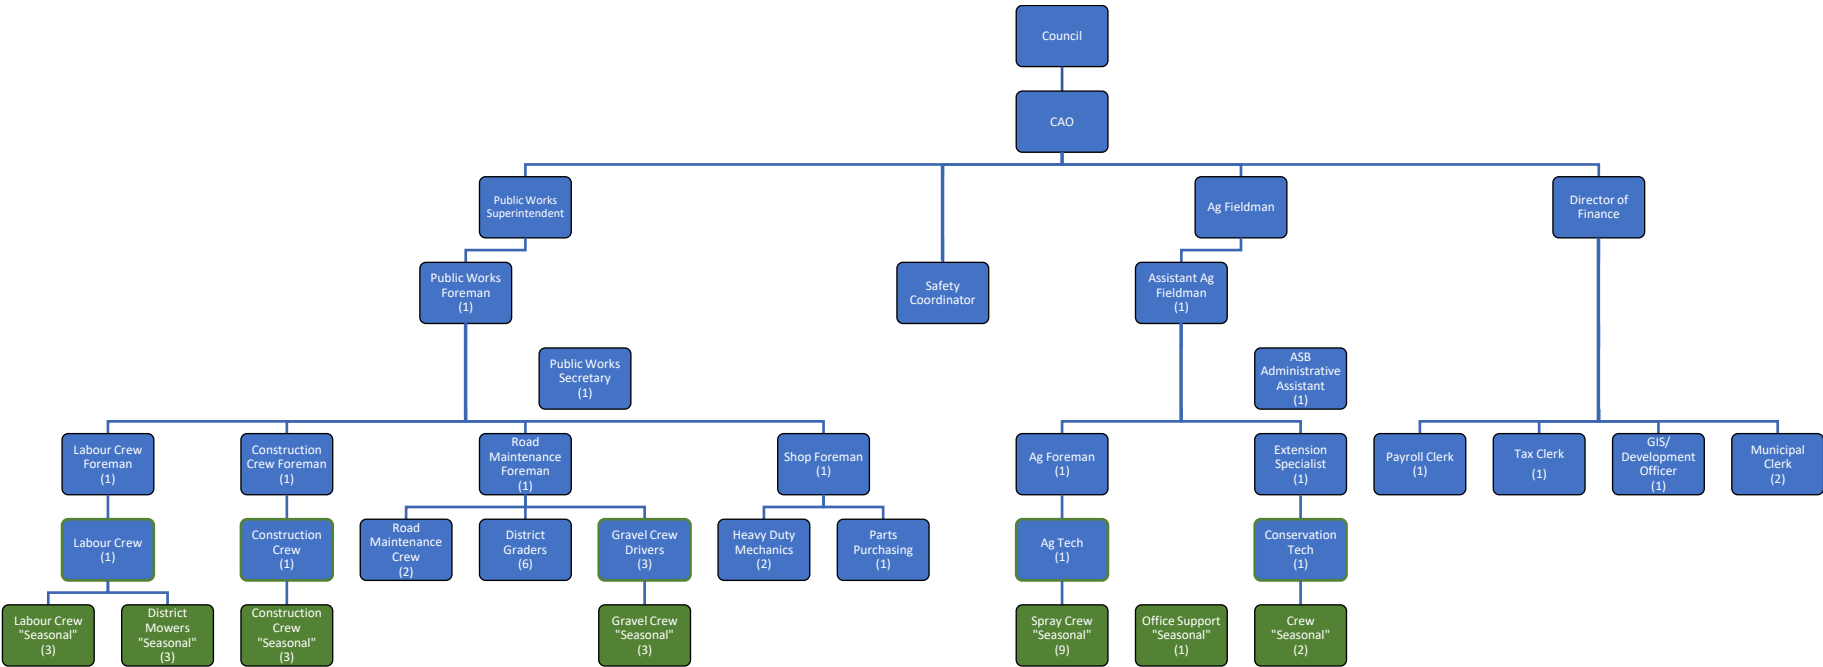 Council
CAO
Public Works
Superintendent
Ag Fieldman
Director of
Finance
Public Works
Foreman
(1)
Safety
Coordinator
Assistant Ag
Fieldman
(1)
Public Works
Secretary
(1)
ASB
Administrative
Assistant
(1)
Labour Crew
Foreman
(1)
Construction
Crew Foreman
(1)
Road
Maintenance
Foreman
(1)
Shop Foreman
(1)
Ag Foreman
(1)
Extension
Specialist
(1)
Payroll Clerk
(1)
Tax Clerk
(1)
GIS/
Development
Officer
(1)
Municipal
Clerk
(2)
Labour Crew
(1)
Construction
Crew
(1)
Road
Maintenance
Crew
(2)
District
Graders
(6)
Gravel Crew
Drivers
(3)
Heavy Duty
Mechanics
(2)
Parts
Purchasing
(1)
Ag Tech
(1)
Conservation
Tech
(1)
Labour Crew
"Seasonal"
(3)
District
Mowers
"Seasonal"
(3)
Construction
Crew
"Seasonal"
(3)
Gravel Crew
"Seasonal"
(3)
Spray Crew
"Seasonal"
(9)
Office Support
"Seasonal"
(1)
Crew
"Seasonal"
(2)